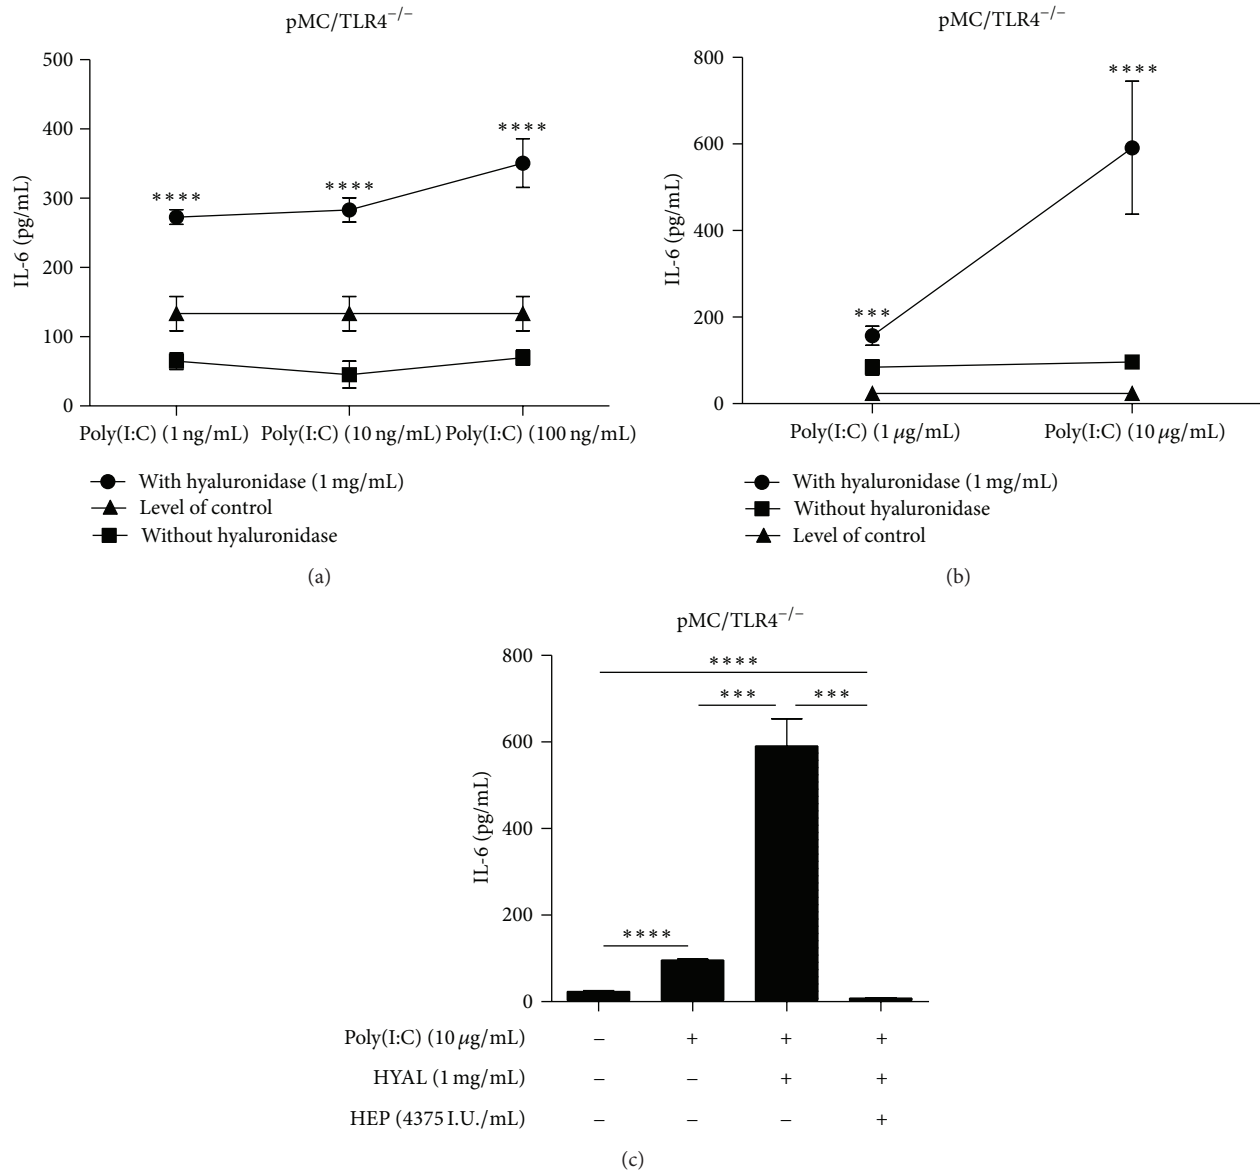 pMC/TLR4⁻/⁻
500
400
300
200
100
0
IL-6 (pg/mL)
****
****
****
Poly(I:C) (1 ng/mL) Poly(I:C) (10 ng/mL) Poly(I:C) (100 ng/mL)
With hyaluronidase (1 mg/mL)
Level of control
Without hyaluronidase
(a)
pMC/TLR4⁻/⁻
800
600
400
200
0
IL-6 (pg/mL)
***
****
Poly(I:C) (1 μg/mL) Poly(I:C) (10 μg/mL)
With hyaluronidase (1 mg/mL)
Without hyaluronidase
Level of control
(b)
pMC/TLR4⁻/⁻
800
600
400
200
0
IL-6 (pg/mL)
****
*** ***
****
Poly(I:C) (10 μg/mL) – + + +
HYAL (1 mg/mL) – – + +
HEP (4375 I.U./mL) – – – +
(c)